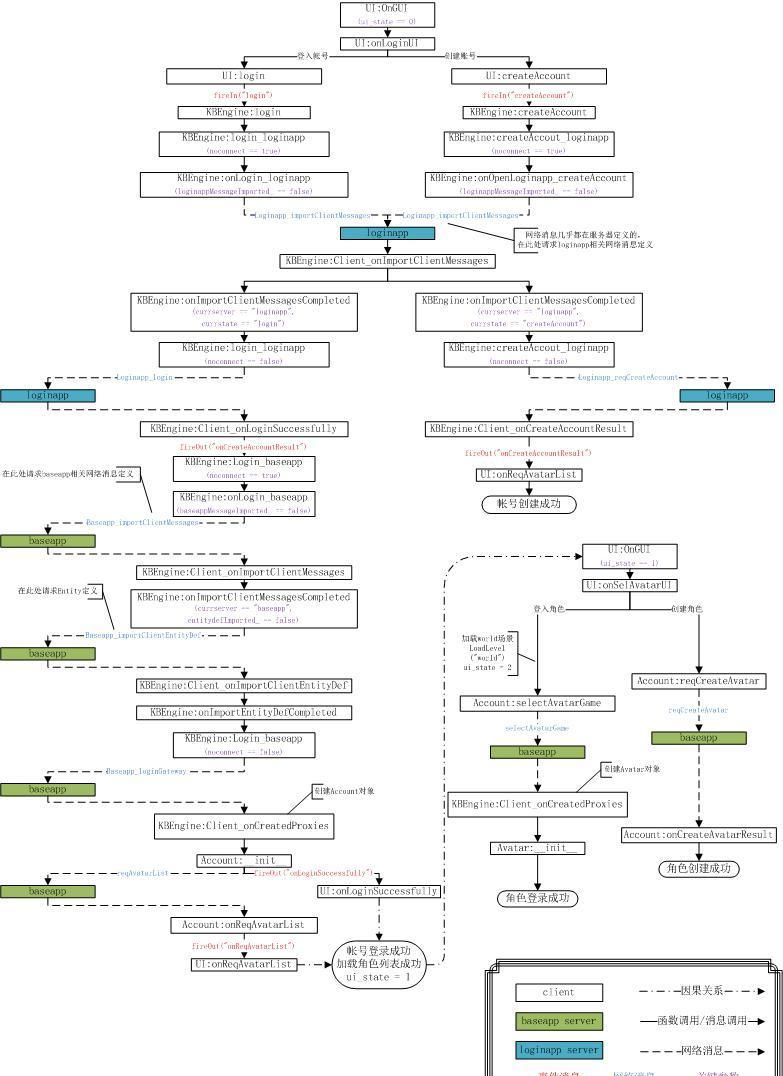 UI:OnGUI
(ui_state == 0)
UI:onLoginUI
登入帐号
创建账号
UI:login
UI:createAccount
fireIn("login")
fireIn("createAccount")
KBEngine:login
KBEngine:createAccount
KBEngine:login_loginapp
(noconnect == true)
KBEngine:createAccout_loginapp
(noconnect == true)
KBEngine:onLogin_loginapp
(loginappMessageImported_ == false)
KBEngine:onOpenLoginapp_createAccount
(loginappMessageImported_ == false)
Loginapp_importClientMessages
Loginapp_importClientMessages
loginapp
网络消息几乎都在服务器定义的,
在此处请求loginapp相关网络消息定义
KBEngine:Client_onImportClientMessages
KBEngine:onImportClientMessagesCompleted
(currserver == "loginapp",
currstate == "login")
KBEngine:onImportClientMessagesCompleted
(currserver == "loginapp",
currstate == "createAccount")
KBEngine:login_loginapp
(noconnect == false)
KBEngine:createAccout_loginapp
(noconnect == false)
Loginapp_login
Loginapp_reqCreateAccount
loginapp
loginapp
KBEngine:Client_onLoginSuccessfully
KBEngine:Client_onCreateAccountResult
fireOut("onCreateAccountResult")
fireOut("onCreateAccountResult")
KBEngine:Login_baseapp
(noconnect == true)
UI:onReqAvatarList
在此处请求baseapp相关网络消息定义
KBEngine:onLogin_baseapp
(baseappMessageImported_ == false)
帐号创建成功
Baseapp_importClientMessages
baseapp
UI:OnGUI
(ui_state == 1)
KBEngine:Client_onImportClientMessages
UI:onSelAvatarUI
在此处请求Entity定义
KBEngine:onImportClientMessagesCompleted
(currserver == "baseapp",
entitydefImported_ == false)
登入角色
创建角色
Baseapp_importClientEntityDef
baseapp
加载world场景
LoadLevel
("world")
ui_state = 2
KBEngine:Client_onImportClientEntityDef
Account:reqCreateAvatar
Account:selectAvatarGame
KBEngine:onImportEntityDefCompleted
reqCreateAvatar
selectAvatarGame
KBEngine:Login_baseapp
(noconnect == false)
baseapp
baseapp
Baseapp_loginGateway
创建Avatar对象
baseapp
创建Account对象
KBEngine:Client_onCreatedProxies
KBEngine:Client_onCreatedProxies
Account:onCreateAvatarResult
Avatar:__init__
Account:__init__
角色创建成功
reqAvatarList
fireOut("onLoginSuccessfully")
baseapp
UI:onLoginSuccessfully
角色登录成功
Account:onReqAvatarList
fireOut("onReqAvatarList")
UI:onReqAvatarList
帐号登录成功
加载角色列表成功
ui_state = 1
client
因果关系
baseapp server
函数调用/消息调用
loginapp server
网络消息